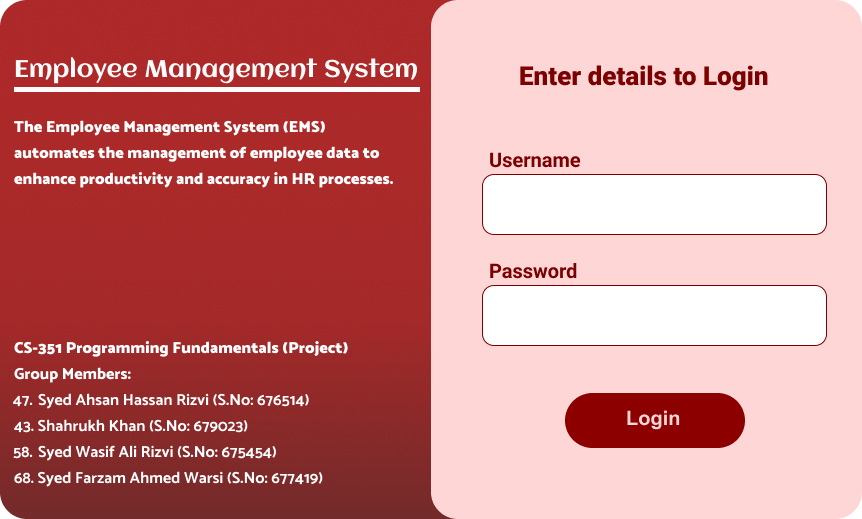 Employee Management System
The Employee Management System (EMS)
automates the management of employee data to
enhance productivity and accuracy in HR processes.
CS-351 Programming Fundamentals (Project)
Group Members:
47. Syed Ahsan Hassan Rizvi (S.No: 676514)
43. Shahrukh Khan (S.No: 679023)
58. Syed Wasif Ali Rizvi (S.No: 675454)
68. Syed Farzam Ahmed Warsi (S.No: 677419)
Enter details to Login
Username
Password
Login